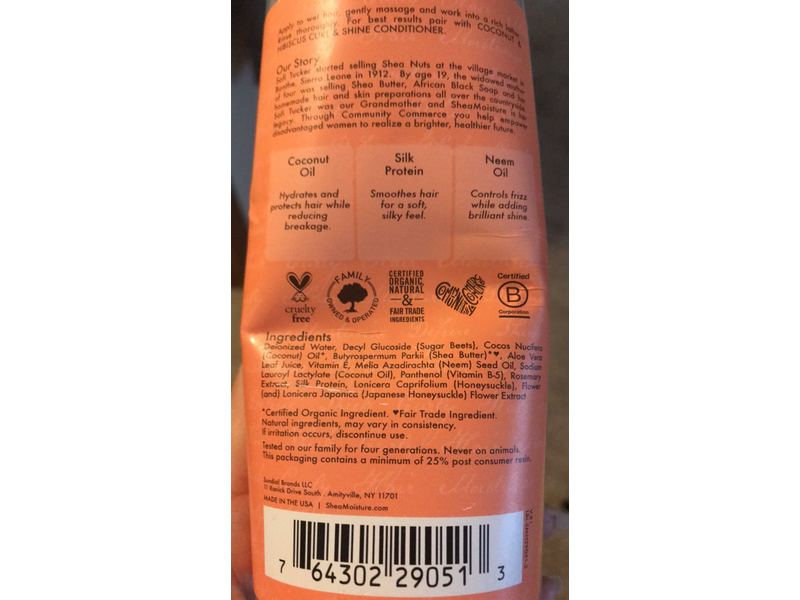 Apply to wet hair, gently massage and work into a rich lather.
Rinse thoroughly. For best results pair with COCONUT &
HIBISCUS CURL & SHINE CONDITIONER.
Our Story
Sofi Tucker started selling Shea Nuts at the village market in
Bonthe, Sierra Leone in 1912. By age 19, the widowed mother
of four was selling Shea Butter, African Black Soap and her
homemade hair and skin preparations all over the countryside.
Sofi Tucker was our Grandmother and SheaMoisture is her
legacy. Through Community Commerce you help empower
disadvantaged women to realize a brighter, healthier future.
Coconut
Oil
Hydrates and
protects hair while
reducing
breakage.
Silk
Protein
Smoothes hair
for a soft,
silky feel.
Neem
Oil
Controls frizz
while adding
brilliant shine.
cruelty
free
FAMILY
OWNED & OPERATED
CERTIFIED
ORGANIC,
NATURAL
&
FAIR TRADE
INGREDIENTS
COMMUNITY COMMERCE
Certified
B
Corporation
Ingredients
Deionized Water, Decyl Glucoside (Sugar Beets), Cocos Nucifera
(Coconut) Oil*, Butyrospermum Parkii (Shea Butter)*♥, Aloe Vera
Leaf Juice, Vitamin E, Melia Azadirachta (Neem) Seed Oil, Sodium
Lauroyl Lactylate (Coconut Oil), Panthenol (Vitamin B-5), Rosemary
Extract, Silk Protein, Lonicera Caprifolium (Honeysuckle), Flower
(and) Lonicera Japonica (Japanese Honeysuckle) Flower Extract
*Certified Organic Ingredient. ♥Fair Trade Ingredient.
Natural ingredients, may vary in consistency.
If irritation occurs, discontinue use.
Tested on our family for four generations. Never on animals.
This packaging contains a minimum of 25% post consumer resin.
Sundial Brands LLC
11 Ranick Drive South . Amityville, NY 11701
MADE IN THE USA | SheaMoisture.com
7 64302 29051 3